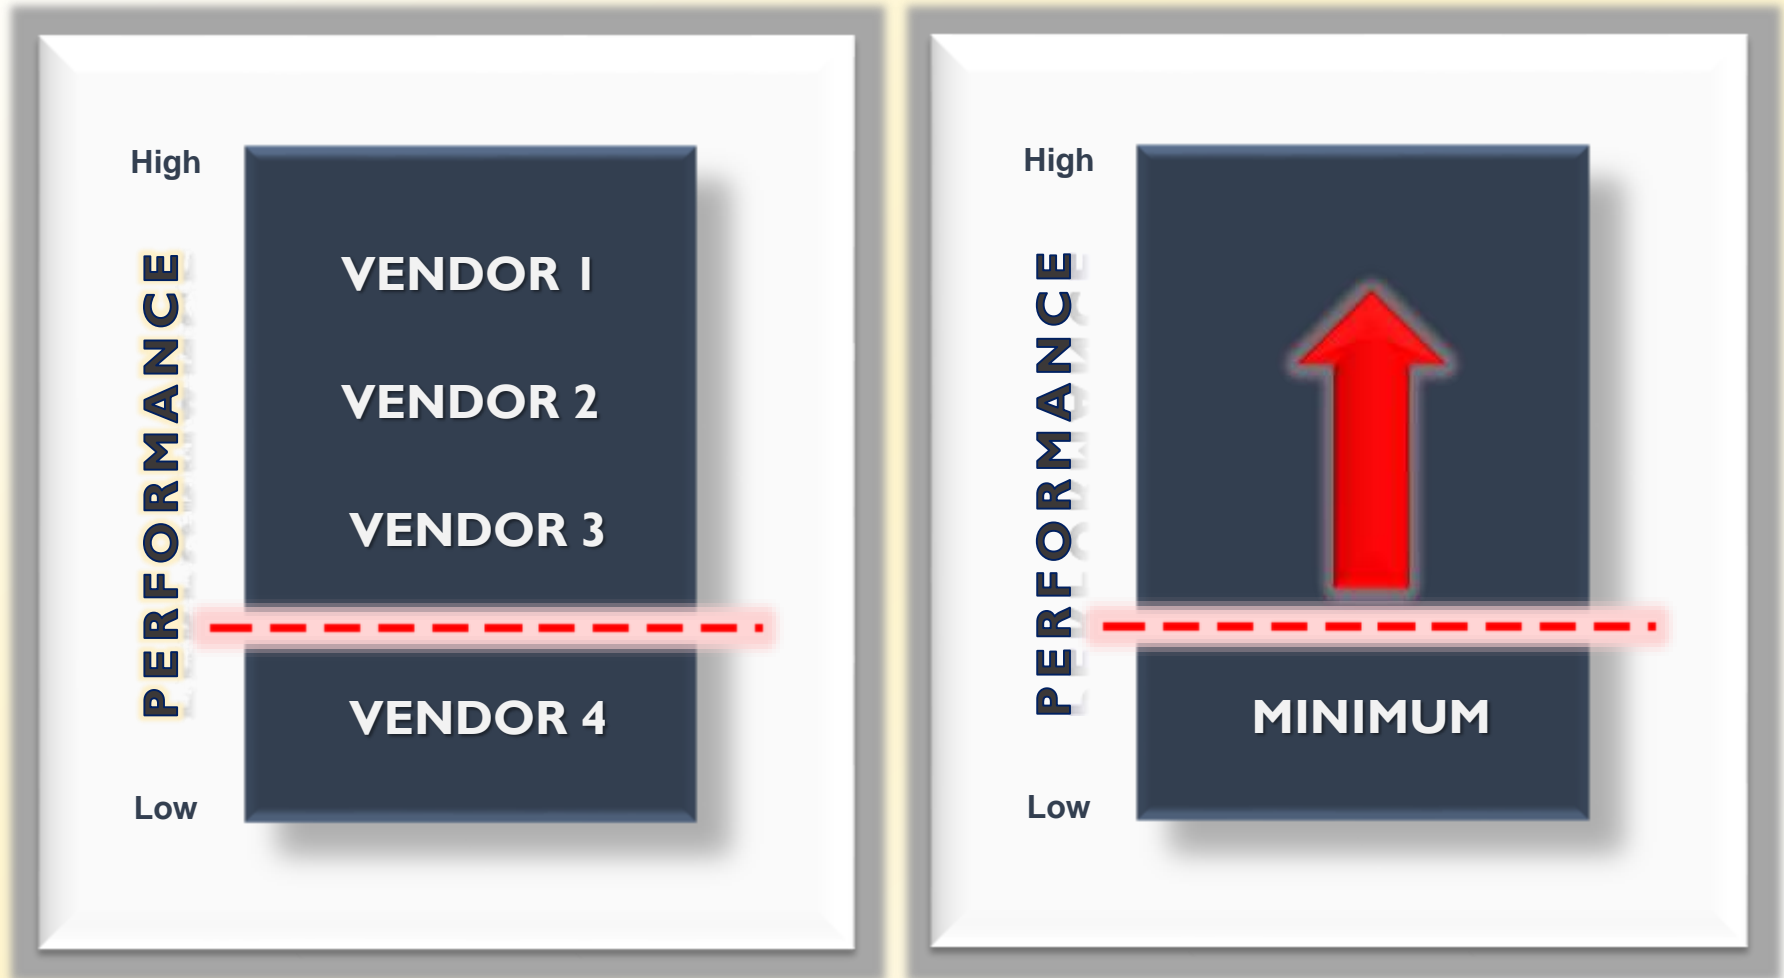 High
PERFORMANCE
VENDOR 1
VENDOR 2
VENDOR 3
VENDOR 4
Low
High
PERFORMANCE
MINIMUM
Low